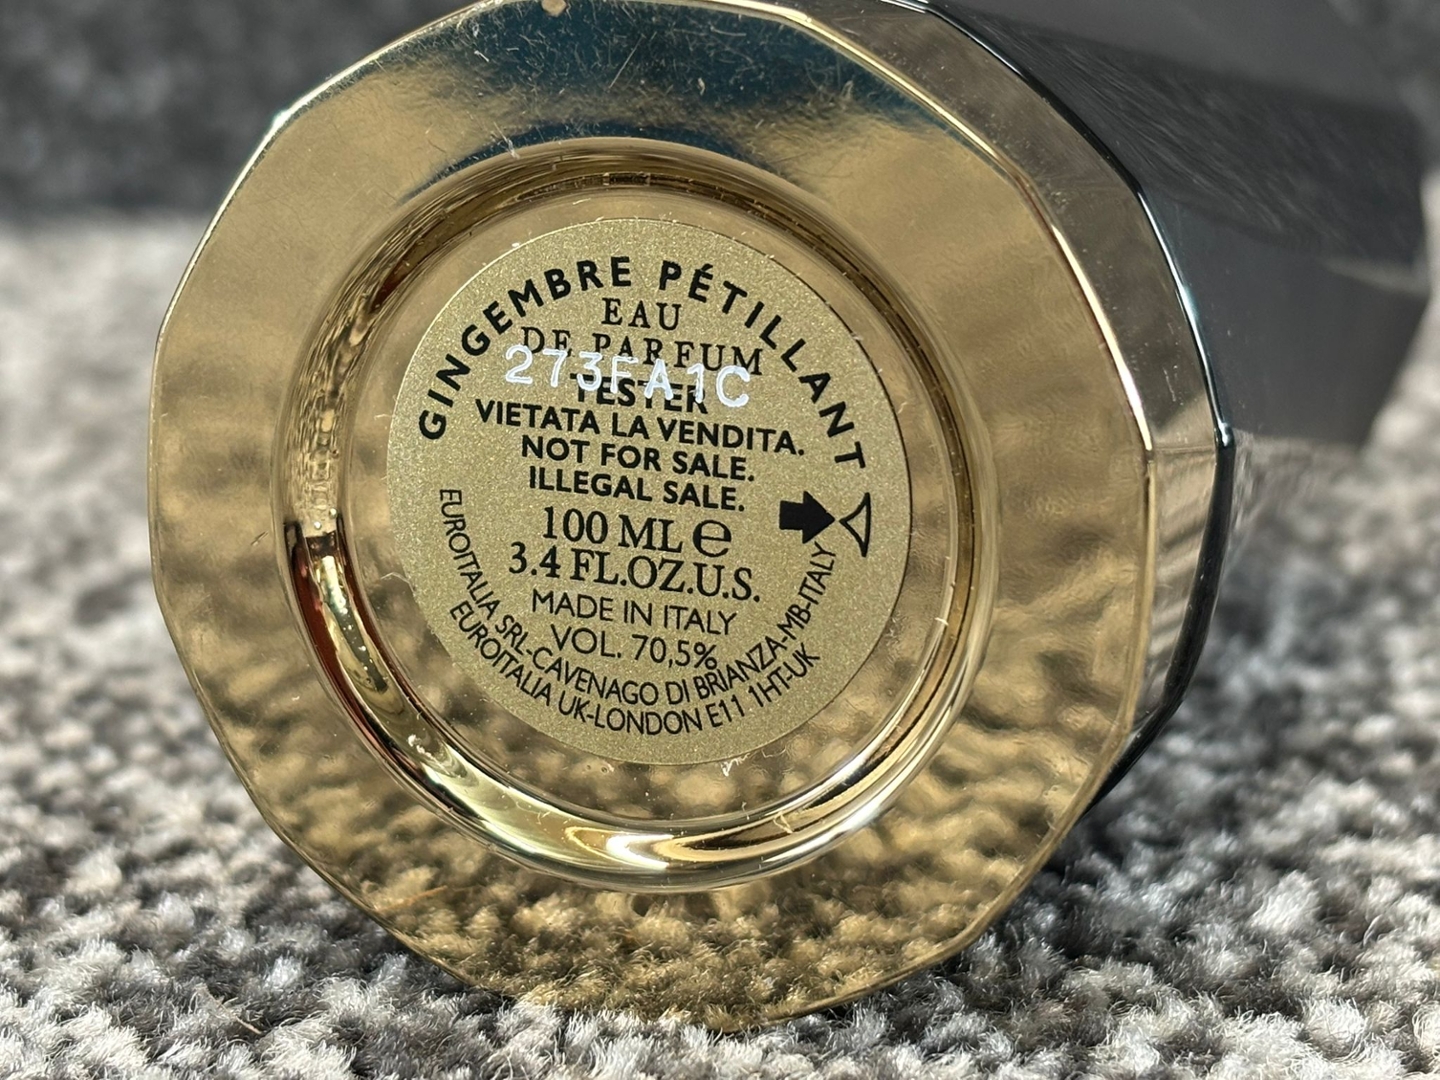 GINGEMBRE PÉTILLANT
EAU
DE PARFUM
273FA1C
TESTER
VIETATA LA VENDITA.
NOT FOR SALE.
ILLEGAL SALE.
100 ML e
3.4 FL.OZ.U.S.
MADE IN ITALY
VOL. 70,5%
EUROITALIA SRL-CAVENAGO DI BRIANZA-MB-ITALY
EUROITALIA UK-LONDON E11 1HT-UK